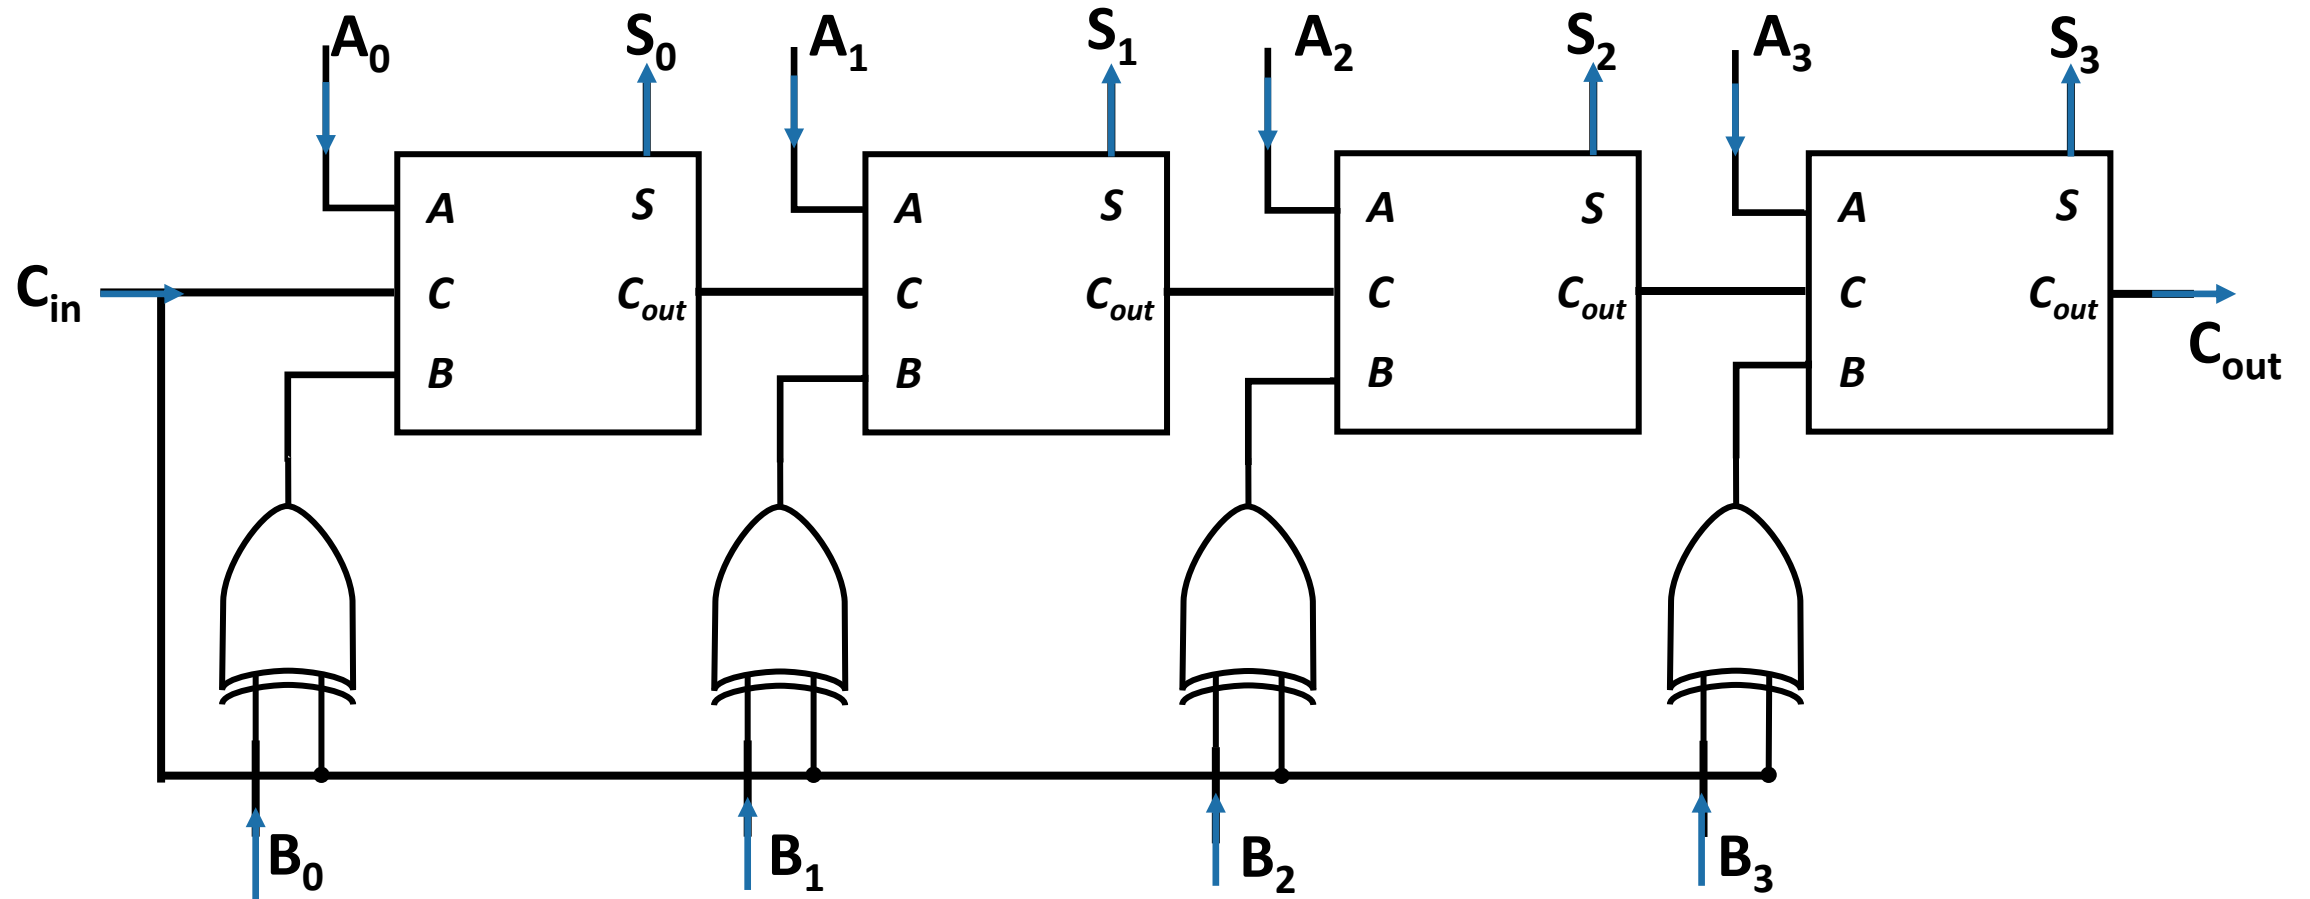 A0 S0 A1 S1 A2 S2 A3 S3
A S A S A S A S
Cin C Cout C Cout C Cout C Cout
Cout
B B B B
B0 B1 B2 B3